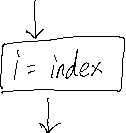 i = index